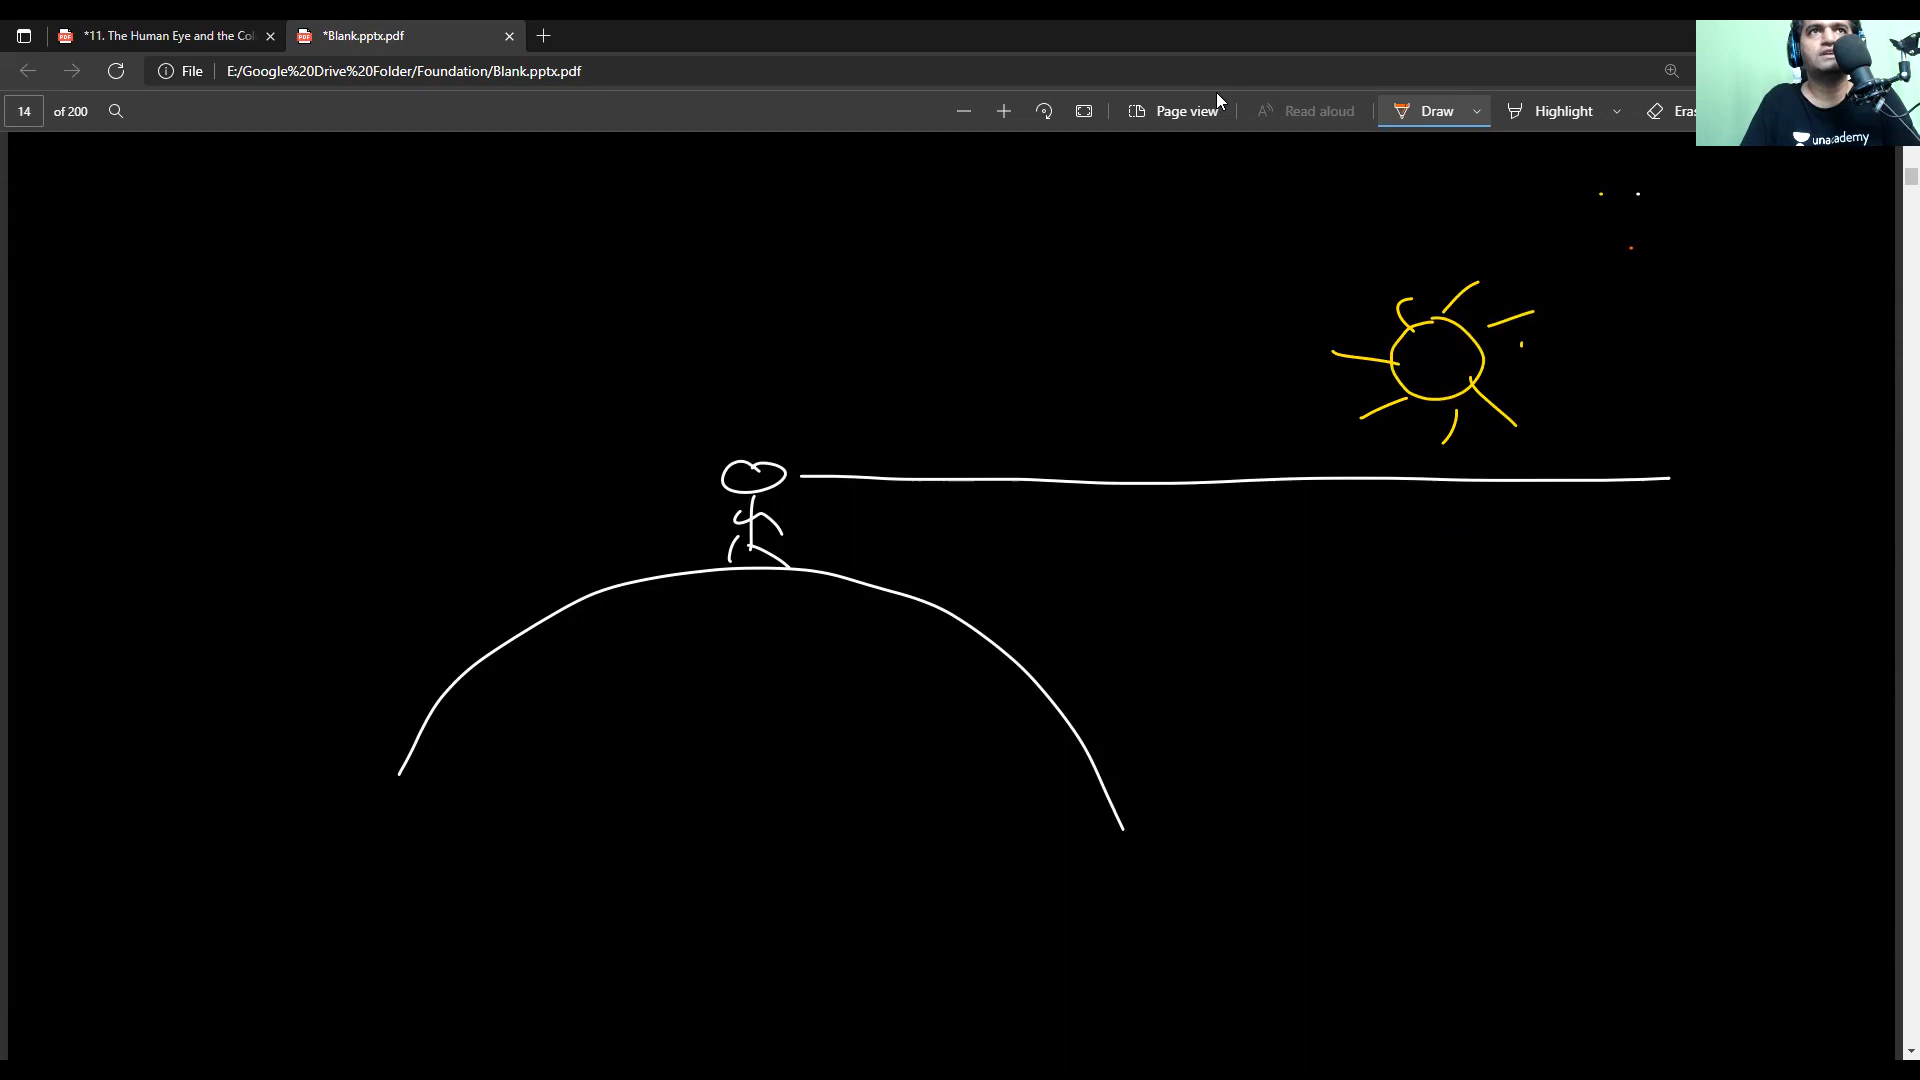 *11. The Human Eye and the Col
*Blank.pptx.pdf
File
E:/Google%20Drive%20Folder/Foundation/Blank.pptx.pdf
14 of 200
Page view
Read aloud
Draw
Highlight
Eras
unacademy